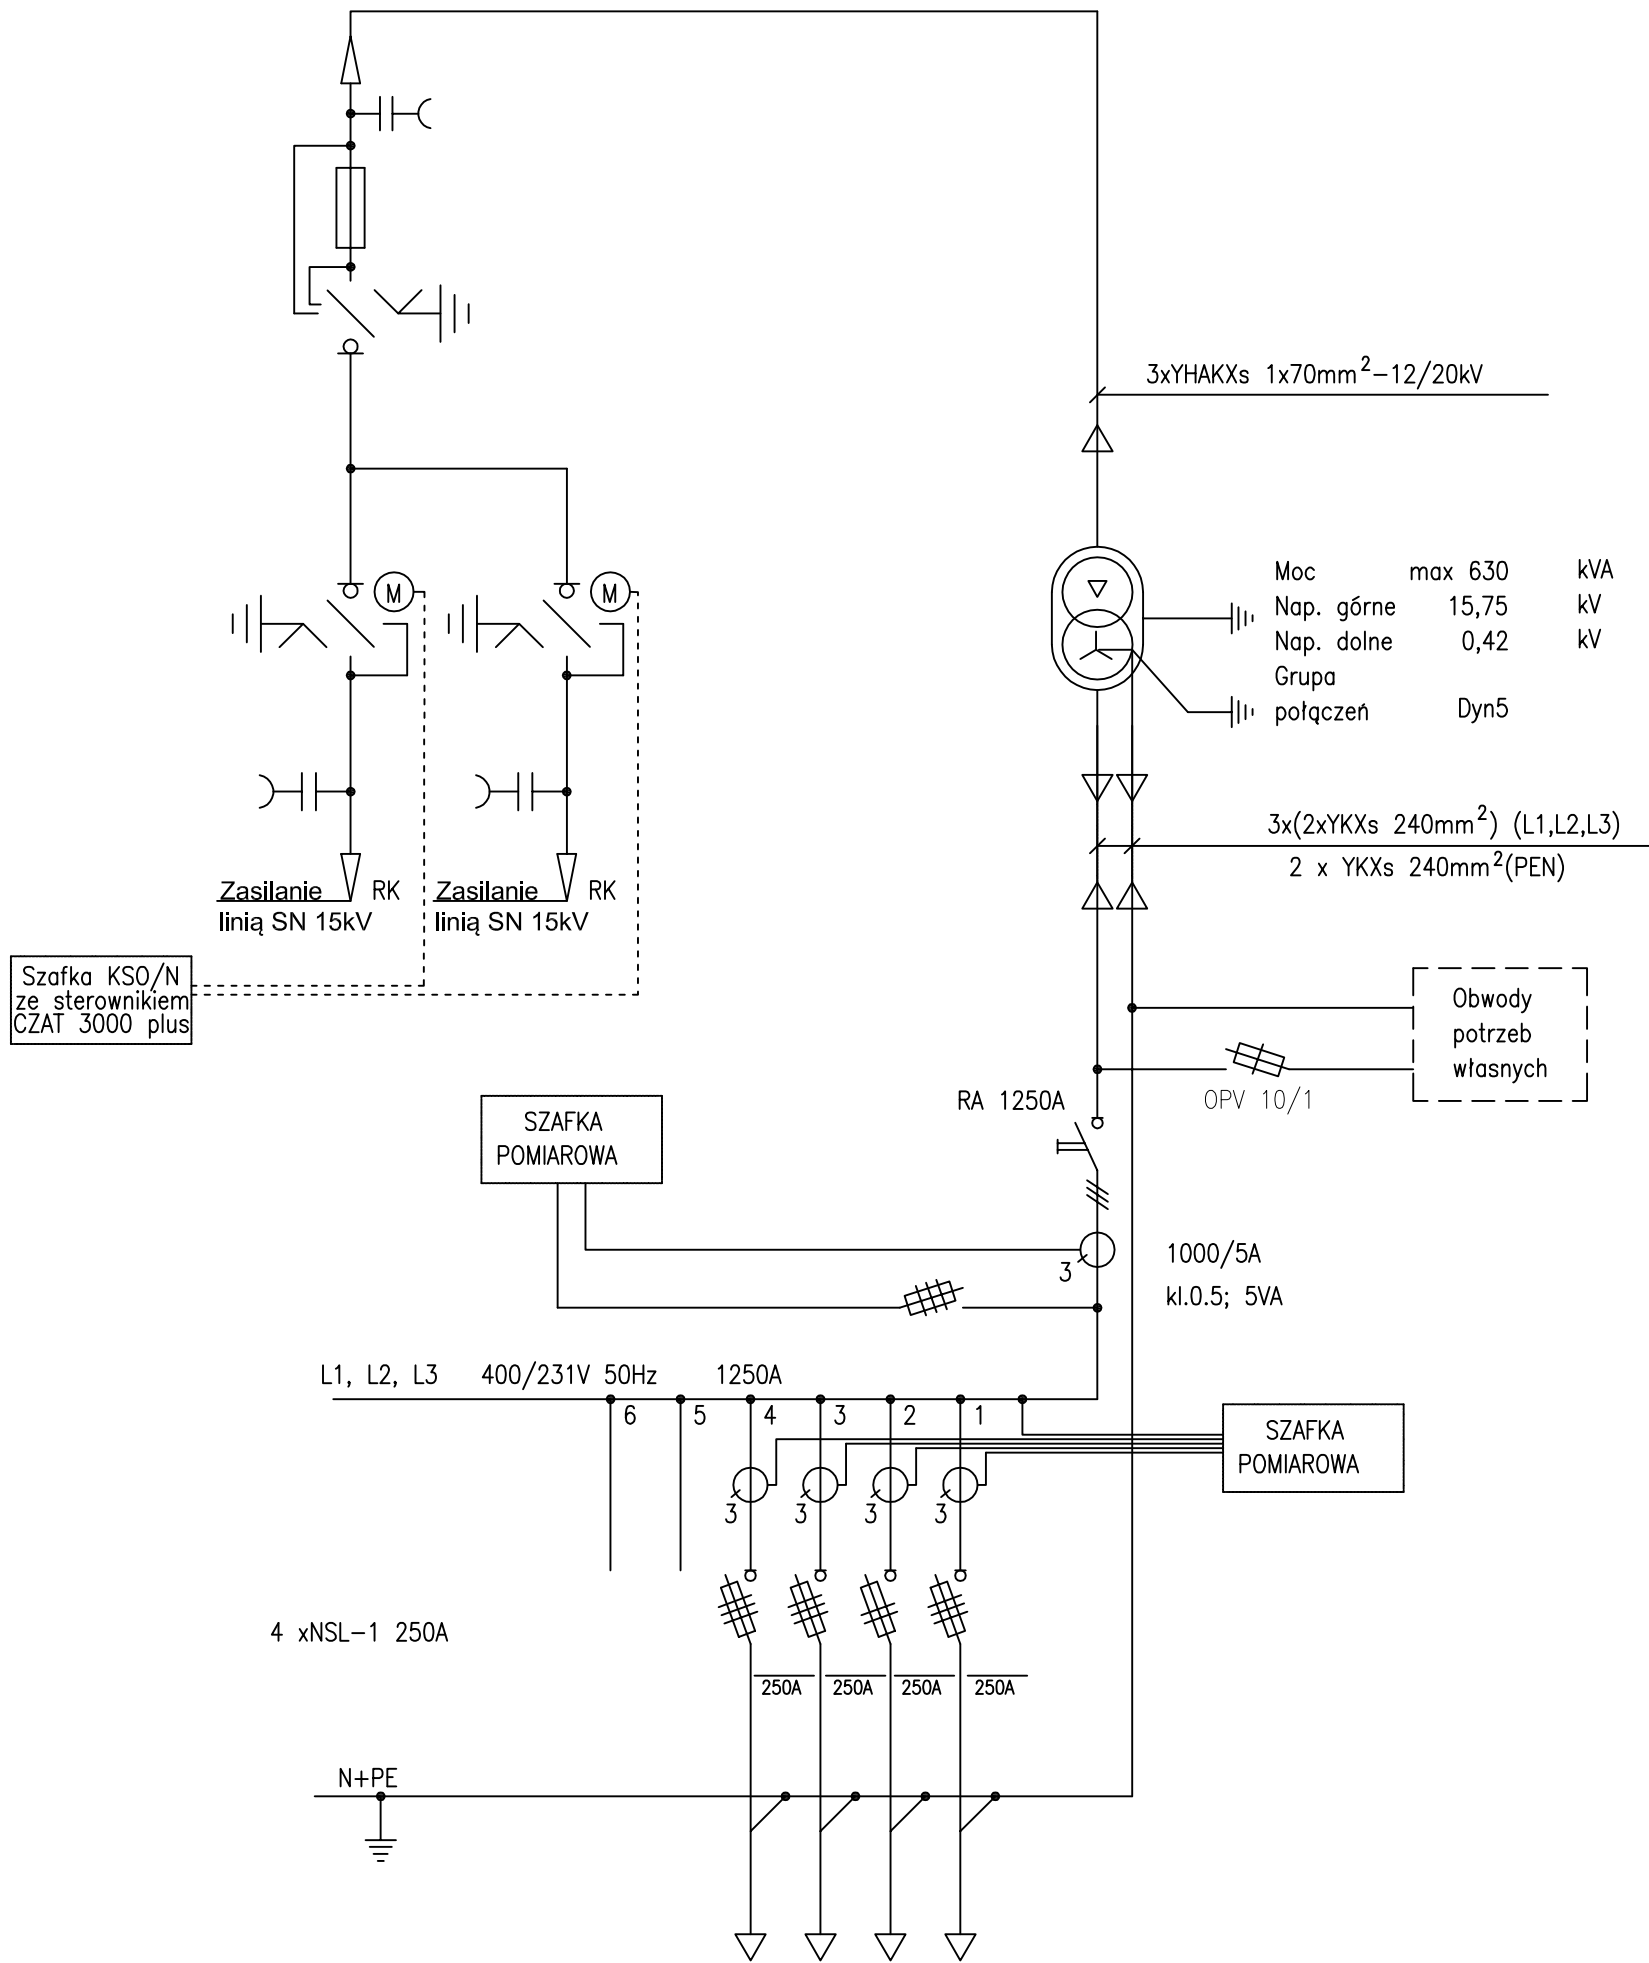 3xYHAKXs 1x70mm²-12/20kV
Moc max 630 kVA
Nap. górne 15,75 kV
Nap. dolne 0,42 kV
Grupa
połączeń Dyn5
M
M
3x(2xYKXs 240mm²) (L1,L2,L3)
2 x YKXs 240mm²(PEN)
Zasilanie RK
linią SN 15kV
Zasilanie RK
linią SN 15kV
Szafka KSO/N
ze sterownikiem
CZAT 3000 plus
Obwody
potrzeb
własnych
OPV 10/1
RA 1250A
SZAFKA
POMIAROWA
3
1000/5A
kl.0.5; 5VA
L1, L2, L3 400/231V 50Hz 1250A
6 5 4 3 2 1
SZAFKA
POMIAROWA
3 3 3 3
4 xNSL-1 250A
250A 250A 250A 250A
N+PE